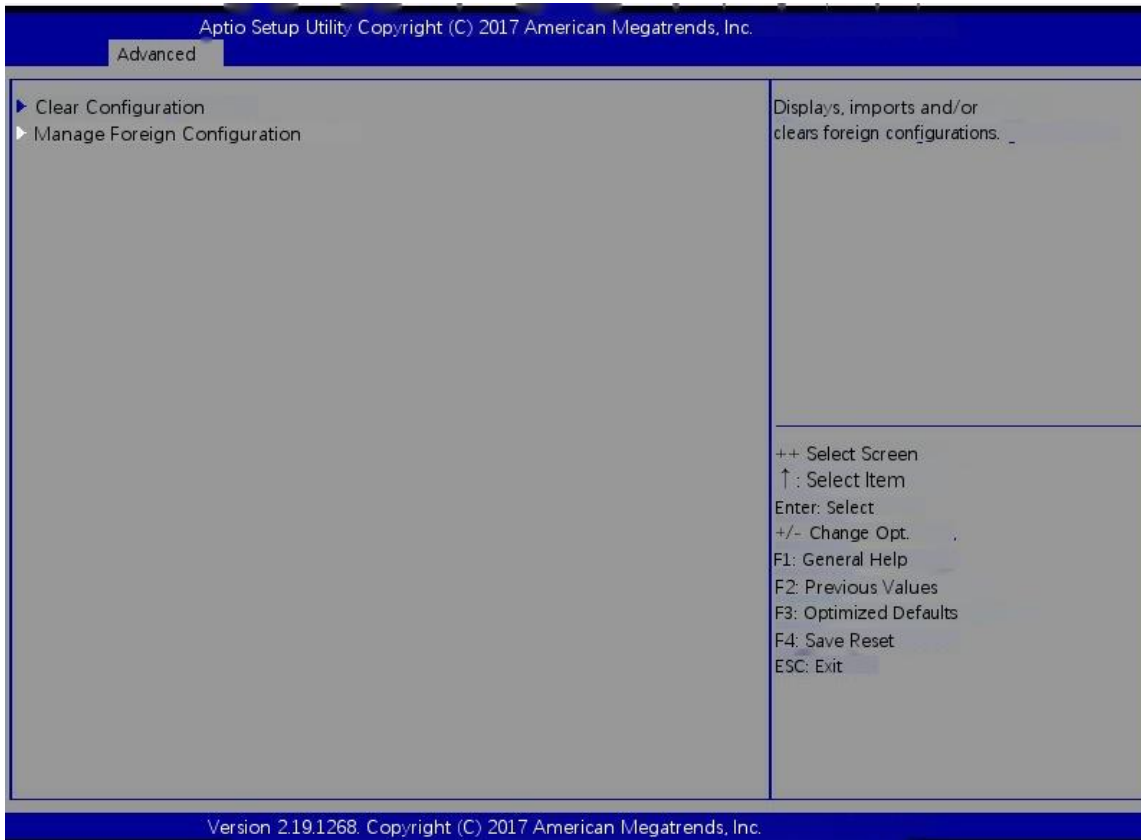 Aptio Setup Utility Copyright (C) 2017 American Megatrends, Inc.
Advanced
Clear Configuration
Manage Foreign Configuration
Displays, imports and/or
clears foreign configurations.
++ Select Screen
↑: Select Item
Enter: Select
+/- Change Opt.
F1: General Help
F2: Previous Values
F3: Optimized Defaults
F4: Save Reset
ESC: Exit
Version 2.19.1268. Copyright (C) 2017 American Megatrends, Inc.